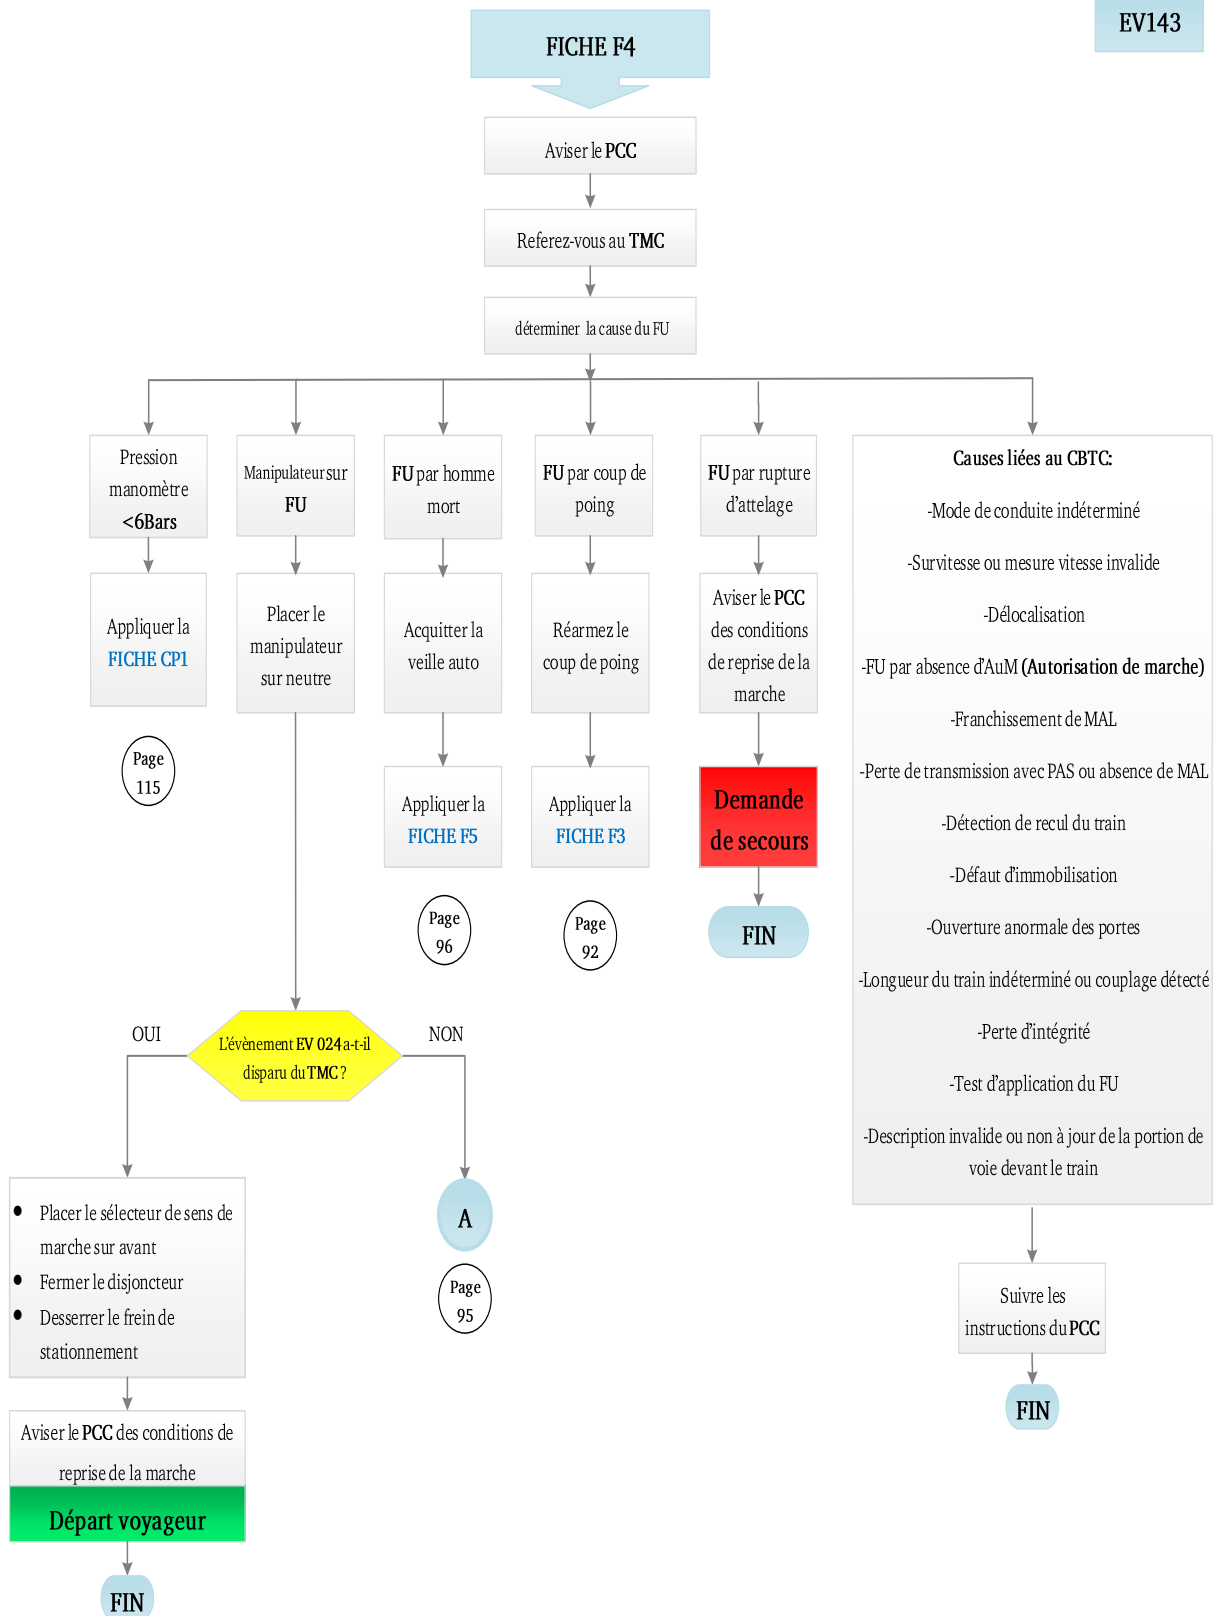 EV143
FICHE F4
Aviser le PCC
Referez-vous au TMC
déterminer la cause du FU
Pression
manomètre
<6Bars
Appliquer la
FICHE CP1
Page
115
Manipulateur sur
FU
Placer le
manipulateur
sur neutre
FU par homme
mort
Acquitter la
veille auto
Appliquer la
FICHE F5
Page
96
FU par coup de
poing
Réarmez le
coup de poing
Appliquer la
FICHE F3
Page
92
FU par rupture
d'attelage
Aviser le PCC
des conditions
de reprise de la
marche
Demande
de secours
FIN
Causes liées au CBTC:
-Mode de conduite indéterminé
-Survitesse ou mesure vitesse invalide
-Délocalisation
-FU par absence d'AuM (Autorisation de marche)
-Franchissement de MAL
-Perte de transmission avec PAS ou absence de MAL
-Détection de recul du train
-Défaut d'immobilisation
-Ouverture anormale des portes
-Longueur du train indéterminé ou couplage détecté
-Perte d'intégrité
-Test d'application du FU
-Description invalide ou non à jour de la portion de
voie devant le train
Suivre les
instructions du PCC
FIN
OUI
L'évènement EV 024 a-t-il
disparu du TMC ?
NON
A
Page
95
• Placer le sélecteur de sens de
marche sur avant
• Fermer le disjoncteur
• Desserrer le frein de
stationnement
Aviser le PCC des conditions de
reprise de la marche
Départ voyageur
FIN